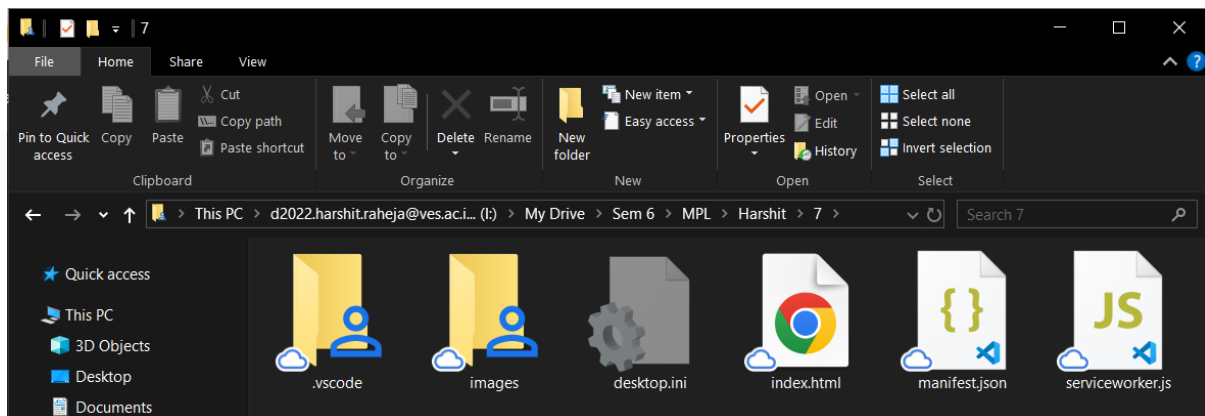 7
File Home Share View
Pin to Quick access
Copy
Paste
Cut
Copy path
Paste shortcut
Clipboard
Move to
Copy to
Delete
Rename
Organize
New folder
New item
Easy access
New
Properties
Open
Edit
History
Open
Select all
Select none
Invert selection
Select
This PC > d2022.harshit.raheja@ves.ac.i... (I:) > My Drive > Sem 6 > MPL > Harshit > 7 >
Search 7
Quick access
This PC
3D Objects
Desktop
Documents
.vscode
images
desktop.ini
index.html
{ }
manifest.json
JS
serviceworker.js